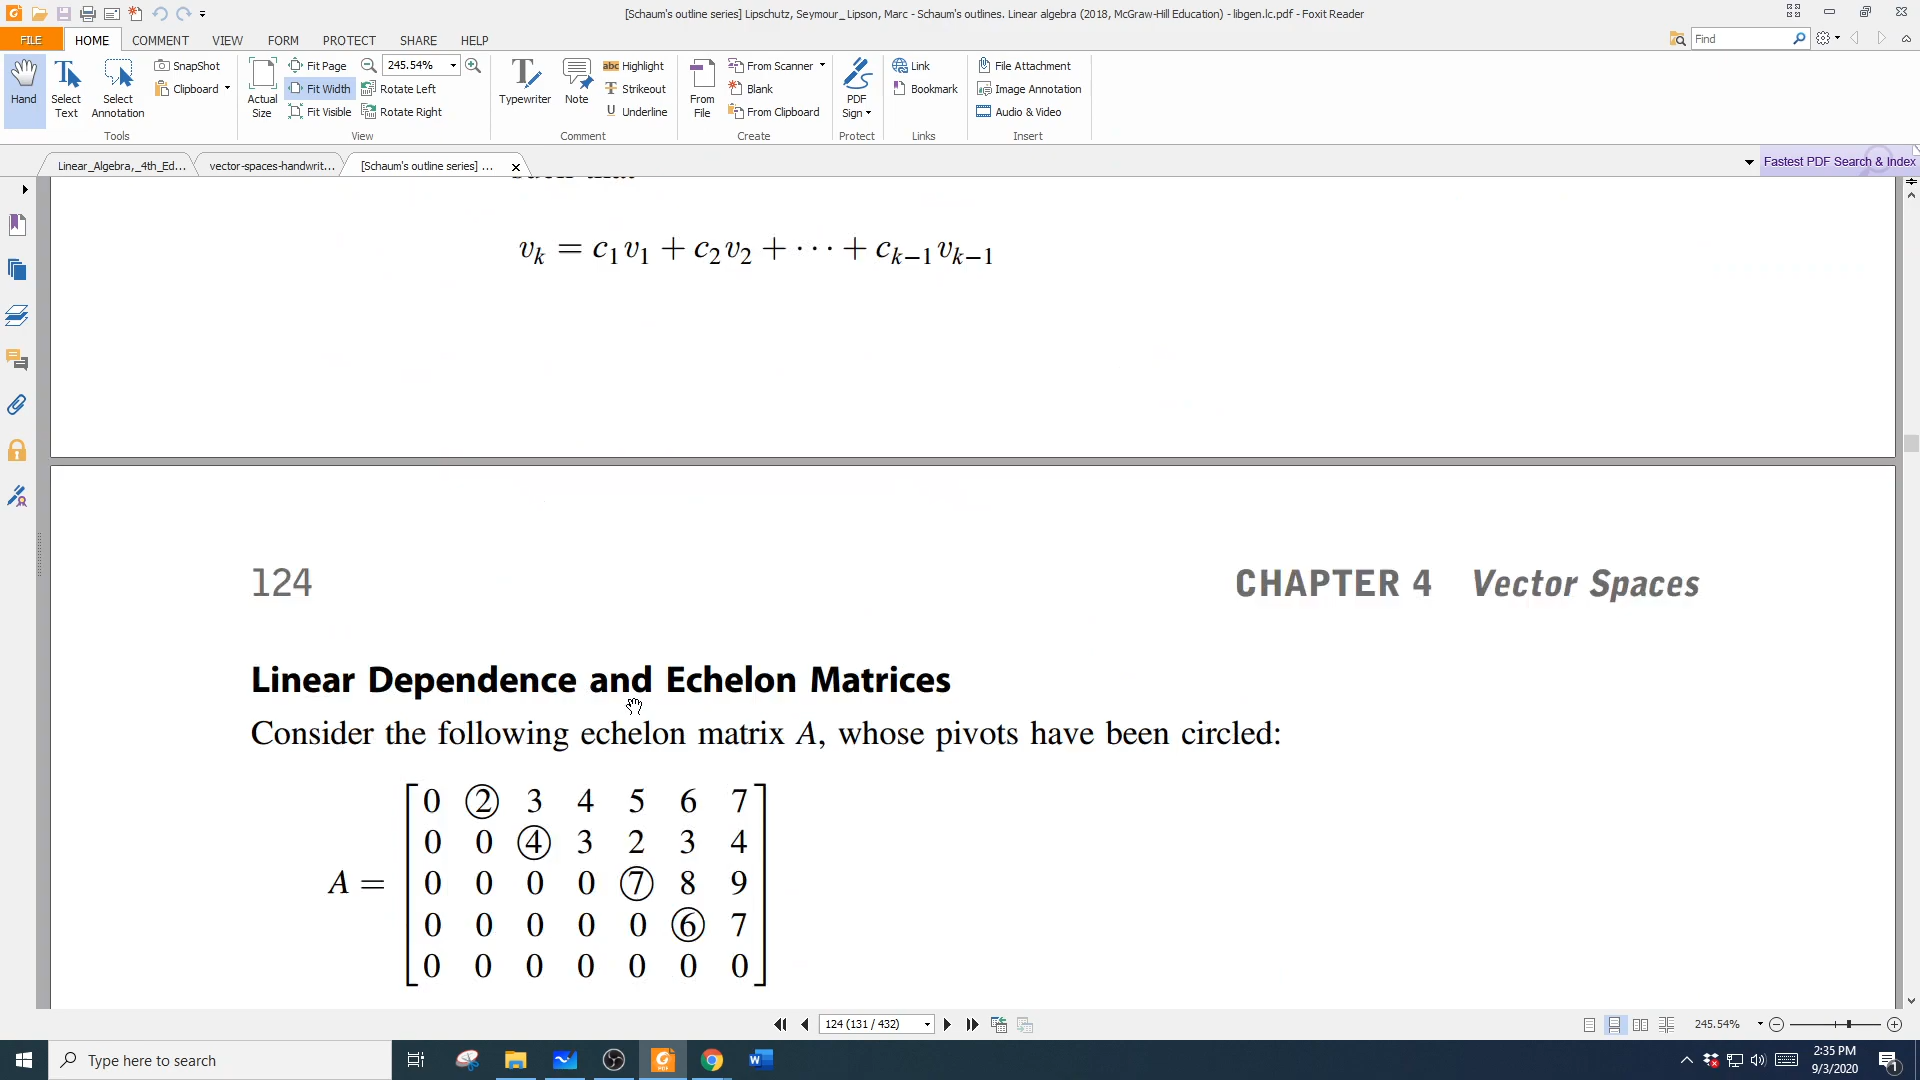 [Schaum's outline series] Lipschutz, Seymour_ Lipson, Marc - Schaum's outlines. Linear algebra (2018, McGraw-Hill Education) - libgen.lc.pdf - Foxit Reader
FILE HOME COMMENT VIEW FORM PROTECT SHARE HELP
Find
Hand
Select Text
Select Annotation
SnapShot
Clipboard
Tools
Actual Size
Fit Page
Fit Width
Fit Visible
245.54%
Rotate Left
Rotate Right
View
Typewriter
Note
Highlight
Strikeout
Underline
Comment
From File
From Scanner
Blank
From Clipboard
Create
PDF Sign
Protect
Link
Bookmark
Links
File Attachment
Image Annotation
Audio & Video
Insert
Linear_Algebra,_4th_Ed... vector-spaces-handwrit... [Schaum's outline series] ...
Fastest PDF Search & Index
v_k = c_1 v_1 + c_2 v_2 + ··· + c_{k−1} v_{k−1}
124 CHAPTER 4 Vector Spaces
Linear Dependence and Echelon Matrices
Consider the following echelon matrix A, whose pivots have been circled:
0 ② 3 4 5 6 7
0 0 ④ 3 2 3 4
A = 0 0 0 0 ⑦ 8 9
0 0 0 0 0 ⑥ 7
0 0 0 0 0 0 0
124 (131 / 432)
245.54%
Type here to search
2:35 PM
9/3/2020